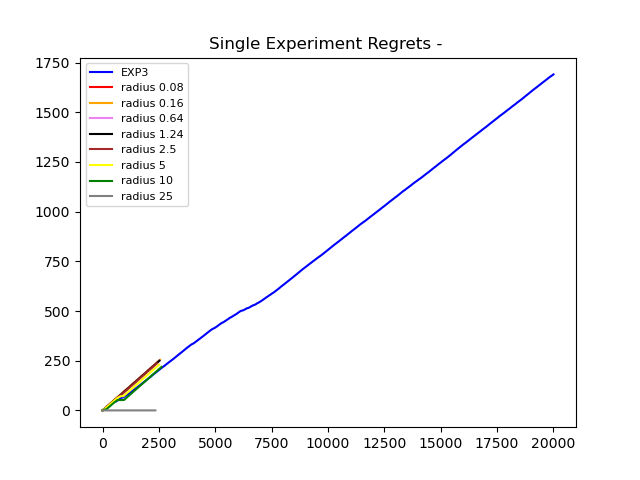 Single Experiment Regrets -
1750
1500
1250
1000
750
500
250
0
EXP3
radius 0.08
radius 0.16
radius 0.64
radius 1.24
radius 2.5
radius 5
radius 10
radius 25
0
2500
5000
7500
10000
12500
15000
17500
20000